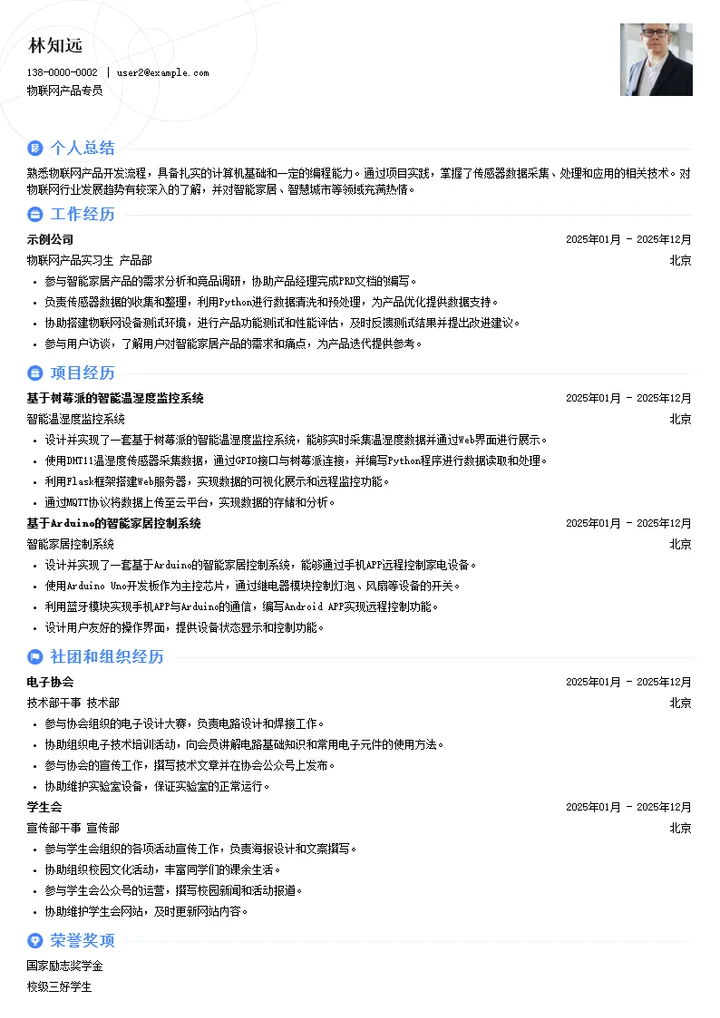 林知远
138-0000-0002 | user2@example.com
物联网产品专员
个人总结
熟悉物联网产品开发流程，具备扎实的计算机基础和一定的编程能力。通过项目实践，掌握了传感器数据采集、处理和应用的相关技术。对
物联网行业发展趋势有较深入的了解，并对智能家居、智慧城市等领域充满热情。
工作经历
示例公司 2025年01月 - 2025年12月
物联网产品实习生 产品部 北京
• 参与智能家居产品的需求分析和竞品调研，协助产品经理完成PRD文档的编写。
• 负责传感器数据的收集和整理，利用Python进行数据清洗和预处理，为产品优化提供数据支持。
• 协助搭建物联网设备测试环境，进行产品功能测试和性能评估，及时反馈测试结果并提出改进建议。
• 参与用户访谈，了解用户对智能家居产品的需求和痛点，为产品迭代提供参考。
项目经历
基于树莓派的智能温湿度监控系统 2025年01月 - 2025年12月
智能温湿度监控系统 北京
• 设计并实现了一套基于树莓派的智能温湿度监控系统，能够实时采集温湿度数据并通过Web界面进行展示。
• 使用DHT11温湿度传感器采集数据，通过GPIO接口与树莓派连接，并编写Python程序进行数据读取和处理。
• 利用Flask框架搭建Web服务器，实现数据的可视化展示和远程监控功能。
• 通过MQTT协议将数据上传至云平台，实现数据的存储和分析。
基于Arduino的智能家居控制系统 2025年01月 - 2025年12月
智能家居控制系统 北京
• 设计并实现了一套基于Arduino的智能家居控制系统，能够通过手机APP远程控制家电设备。
• 使用Arduino Uno开发板作为主控芯片，通过继电器模块控制灯泡、风扇等设备的开关。
• 利用蓝牙模块实现手机APP与Arduino的通信，编写Android APP实现远程控制功能。
• 设计用户友好的操作界面，提供设备状态显示和控制功能。
社团和组织经历
电子协会 2025年01月 - 2025年12月
技术部干事 技术部 北京
• 参与协会组织的电子设计大赛，负责电路设计和焊接工作。
• 协助组织电子技术培训活动，向会员讲解电路基础知识和常用电子元件的使用方法。
• 参与协会的宣传工作，撰写技术文章并在协会公众号上发布。
• 协助维护实验室设备，保证实验室的正常运行。
学生会 2025年01月 - 2025年12月
宣传部干事 宣传部 北京
• 参与学生会组织的各项活动宣传工作，负责海报设计和文案撰写。
• 协助组织校园文化活动，丰富同学们的课余生活。
• 参与学生会公众号的运营，撰写校园新闻和活动报道。
• 协助维护学生会网站，及时更新网站内容。
荣誉奖项
国家励志奖学金
校级三好学生